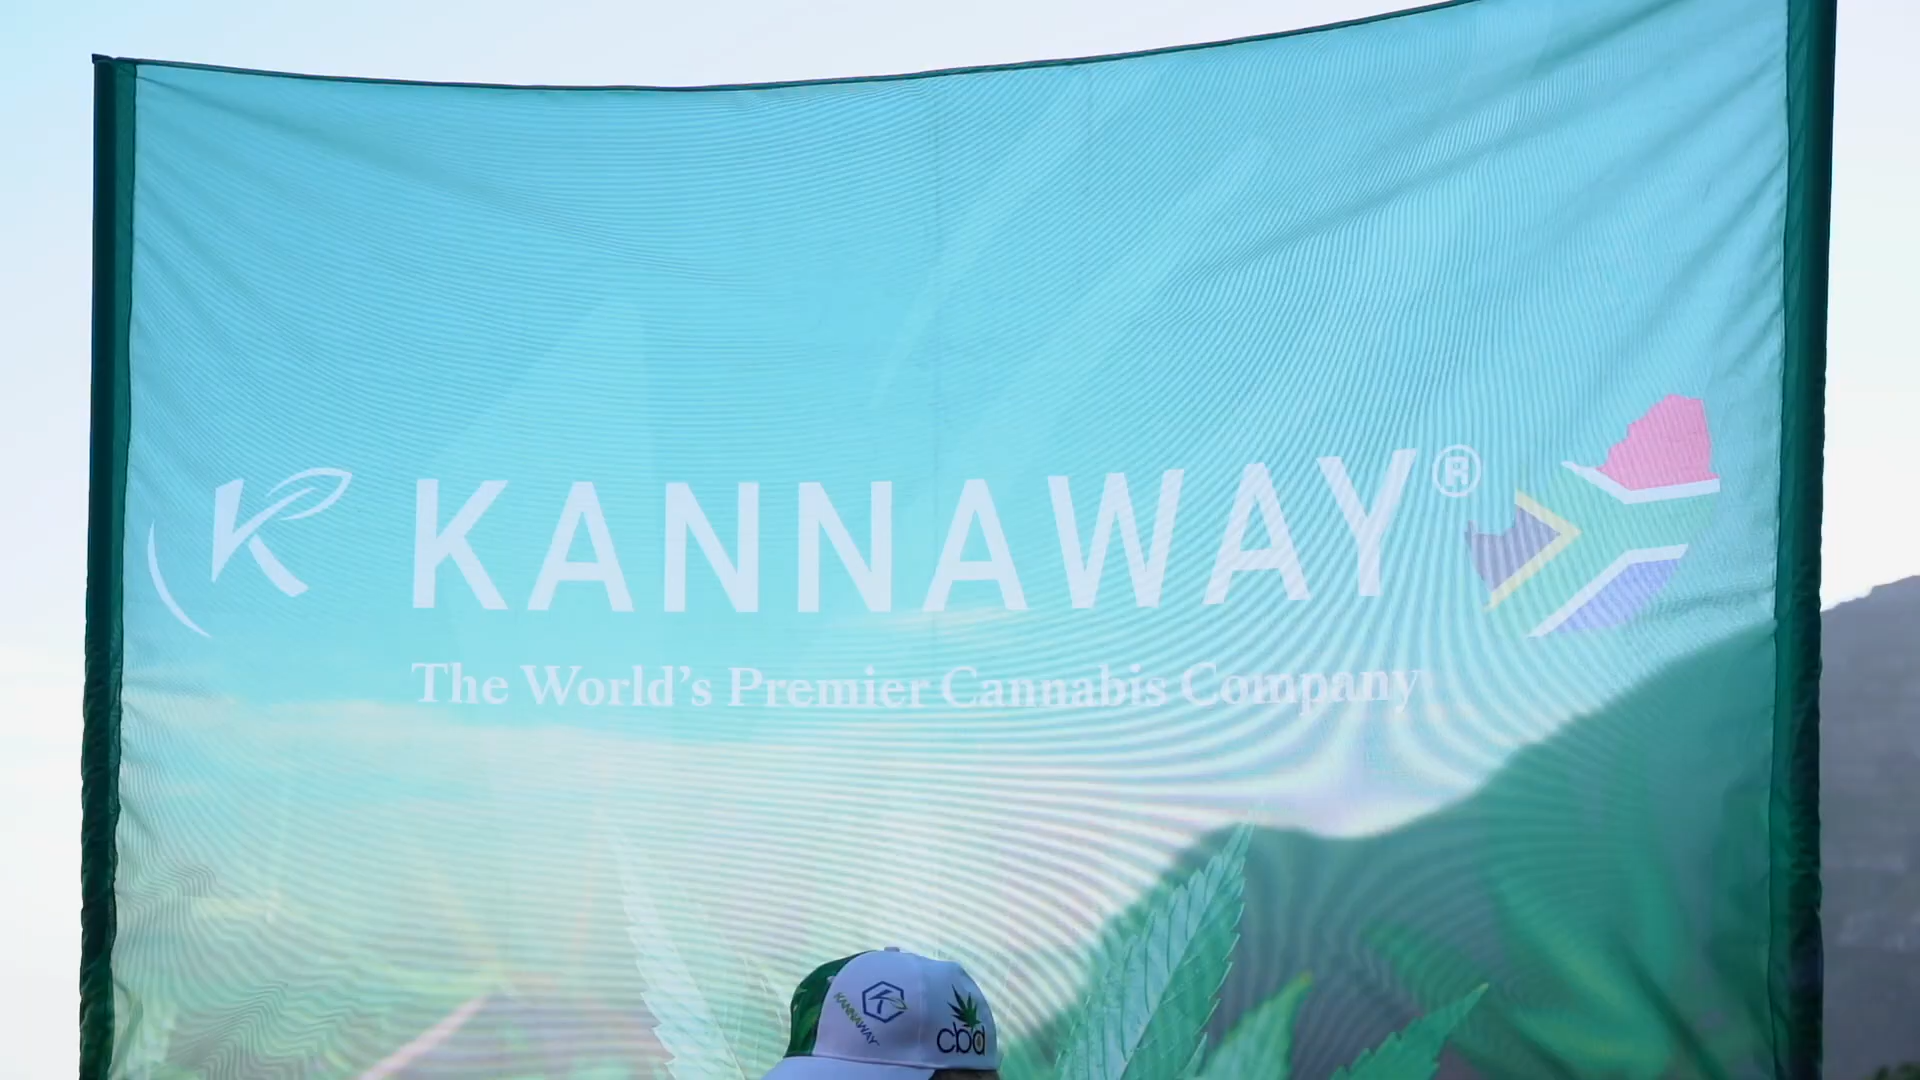 K KANNAWAY®
The World's Premier Cannabis Company
K
KANNAWAY
cbd